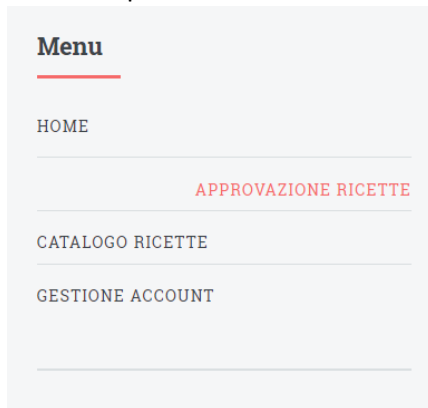 Menu
HOME
APPROVAZIONE RICETTE
CATALOGO RICETTE
GESTIONE ACCOUNT